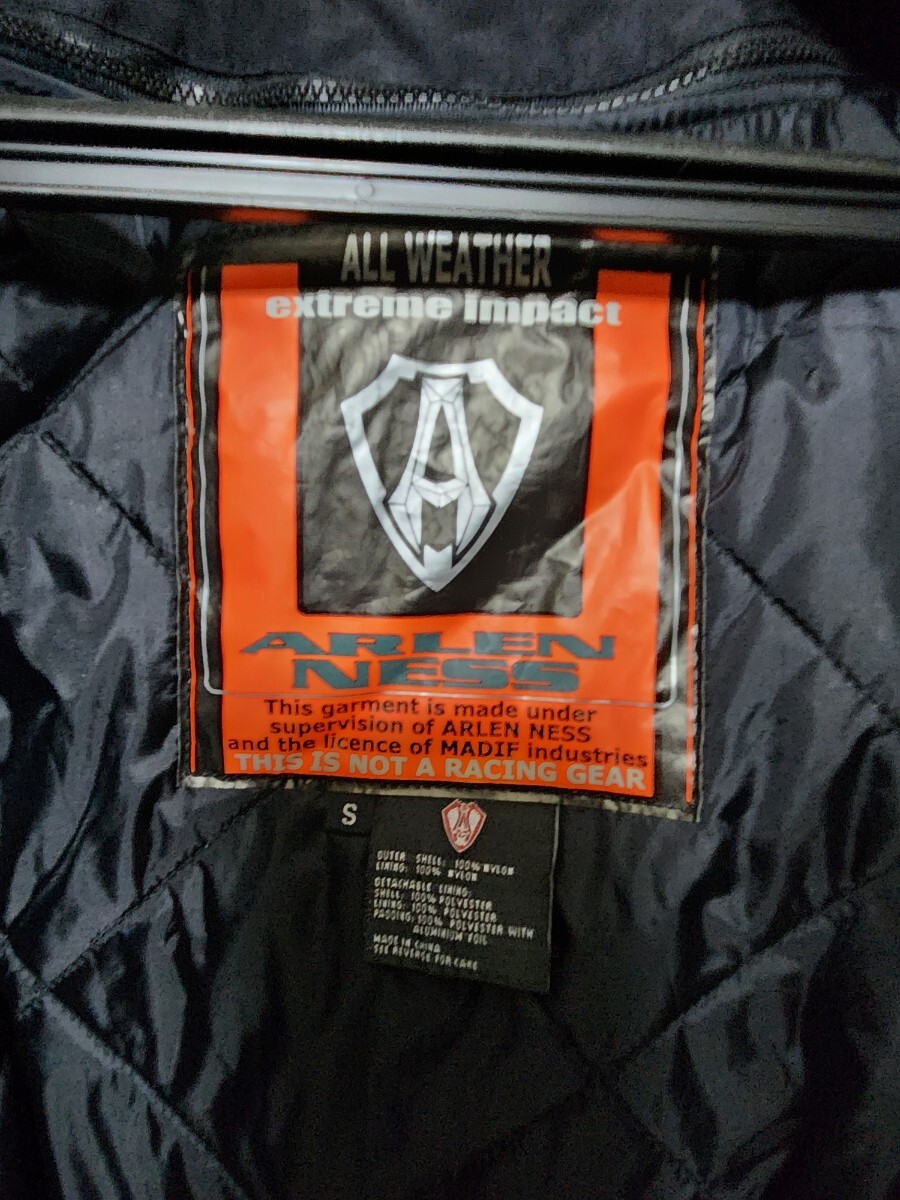 ALL WEATHER
extreme impact
ARLEN
NESS
This garment is made under
supervision of ARLEN NESS
and the licence of MADIF industries
THIS IS NOT A RACING GEAR
S
OUTER SHELL: 100% NYLON
LINING: 100% NYLON
DETACHABLE LINING:
SHELL: 100% POLYESTER
LINING: 100% POLYESTER
PADDING: 100% POLYESTER WITH
ALUMINIUM FOIL
MADE IN CHINA
SEE REVERSE FOR CARE